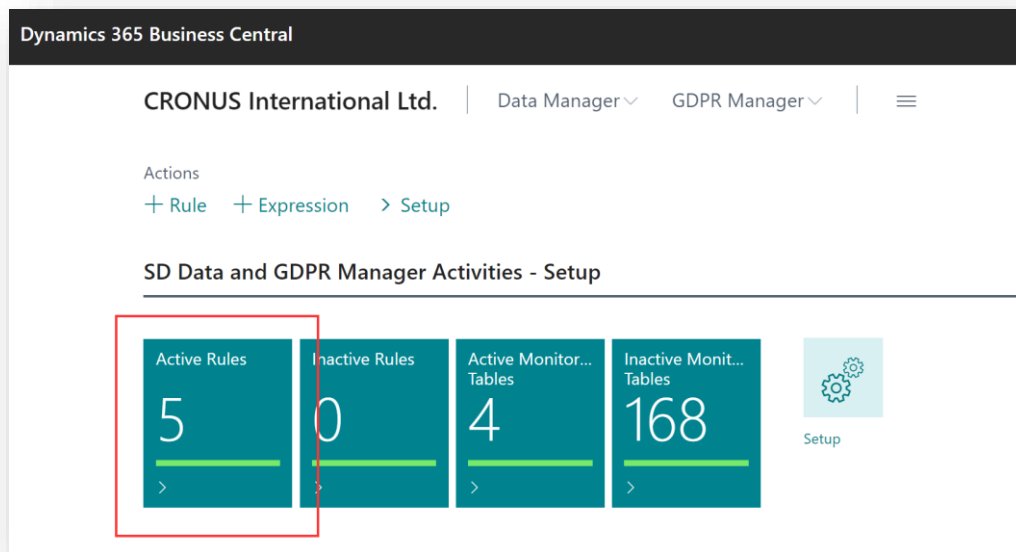 Dynamics 365 Business Central
CRONUS International Ltd. Data Manager GDPR Manager
Actions
+ Rule + Expression > Setup
SD Data and GDPR Manager Activities - Setup
Active Rules
5
Inactive Rules
0
Active Monitor...
Tables
4
Inactive Monit...
Tables
168
Setup